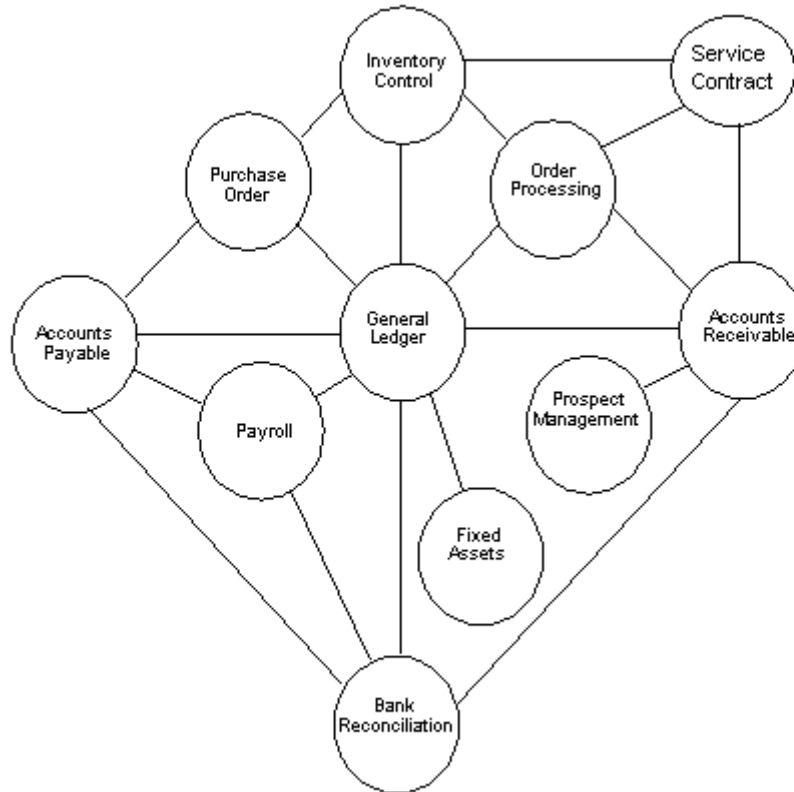 Inventory
Control
Service
Contract
Purchase
Order
Order
Processing
General
Ledger
Accounts
Payable
Accounts
Receivable
Payroll
Prospect
Management
Fixed
Assets
Bank
Reconciliation